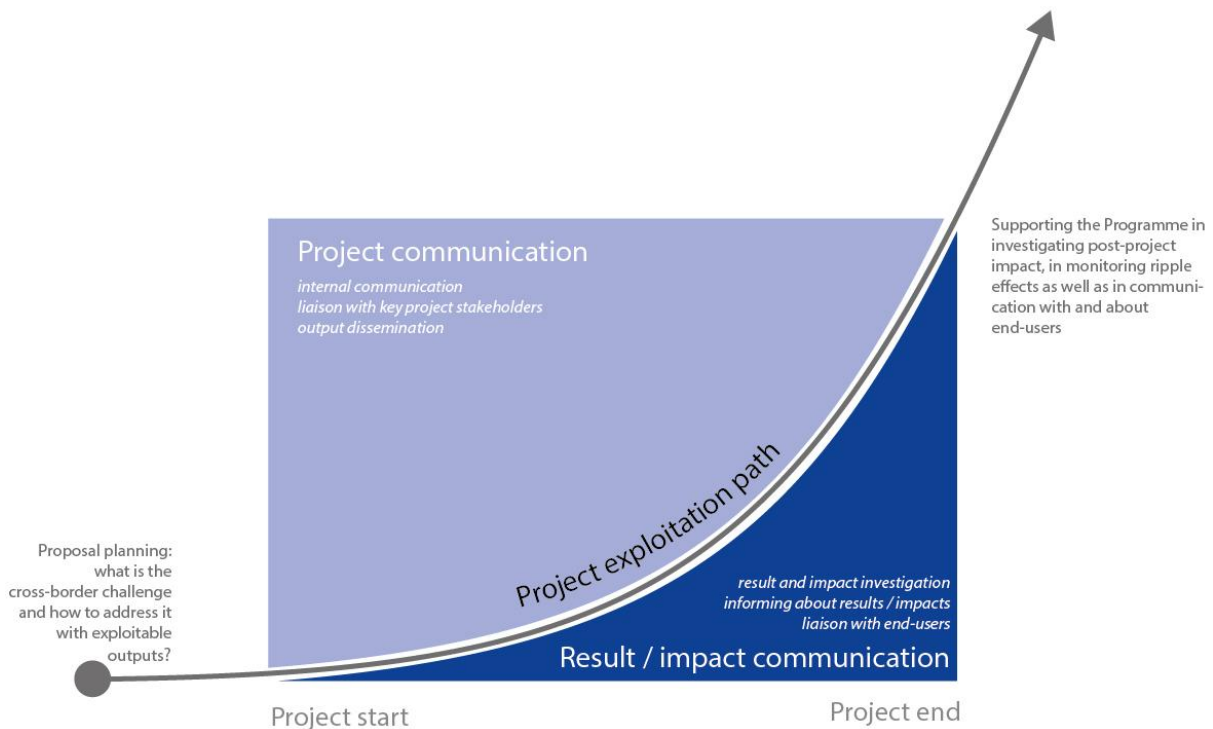 Project communication
internal communication
liaison with key project stakeholders
output dissemination
Supporting the Programme in
investigating post-project
impact, in monitoring ripple
effects as well as in communi-
cation with and about
end-users
Project exploitation path
Proposal planning:
what is the
cross-border challenge
and how to address it
with exploitable
outputs?
result and impact investigation
informing about results / impacts
liaison with end-users
Result / impact communication
Project start
Project end